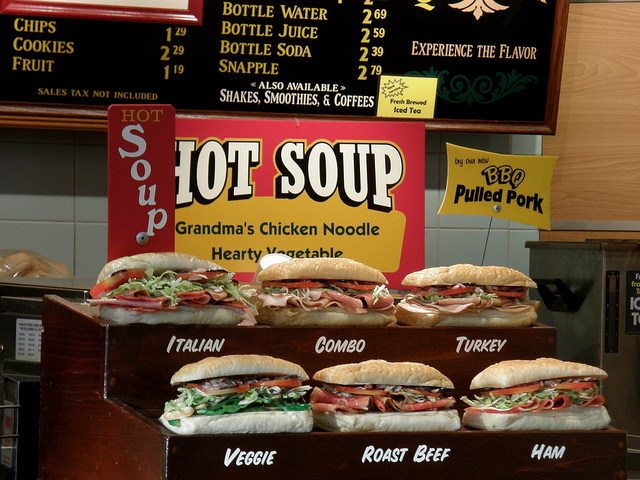 CHIPS 1 29
COOKIES 2 29
FRUIT 1 19
SALES TAX NOT INCLUDED
BOTTLE WATER 2 69
BOTTLE JUICE 2 59
BOTTLE SODA 2 39
SNAPPLE 2 79
« ALSO AVAILABLE »
SHAKES, SMOOTHIES, & COFFEES
EXPERIENCE THE FLAVOR
Fresh Brewed
Iced Tea
HOT
Soup
HOT SOUP
Grandma's Chicken Noodle
Hearty Vegetable
try our new
BBQ
Pulled Pork
ITALIAN
COMBO
TURKEY
VEGGIE
ROAST BEEF
HAM